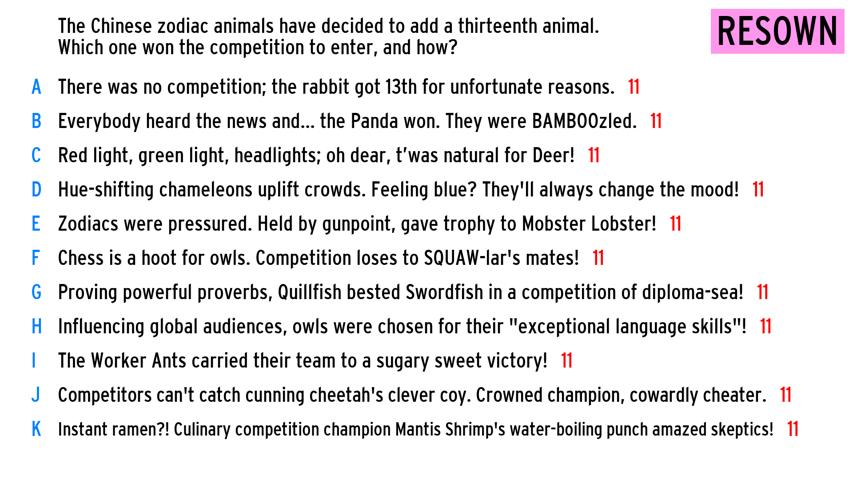 The Chinese zodiac animals have decided to add a thirteenth animal.
Which one won the competition to enter, and how?
RESOWN
A There was no competition; the rabbit got 13th for unfortunate reasons. 11
B Everybody heard the news and... the Panda won. They were BAMBOOzled. 11
C Red light, green light, headlights; oh dear, t'was natural for Deer! 11
D Hue-shifting chameleons uplift crowds. Feeling blue? They'll always change the mood! 11
E Zodiacs were pressured. Held by gunpoint, gave trophy to Mobster Lobster! 11
F Chess is a hoot for owls. Competition loses to SQUAW-lar's mates! 11
G Proving powerful proverbs, Quillfish bested Swordfish in a competition of diploma-sea! 11
H Influencing global audiences, owls were chosen for their "exceptional language skills"! 11
I The Worker Ants carried their team to a sugary sweet victory! 11
J Competitors can't catch cunning cheetah's clever coy. Crowned champion, cowardly cheater. 11
K Instant ramen?! Culinary competition champion Mantis Shrimp's water-boiling punch amazed skeptics! 11